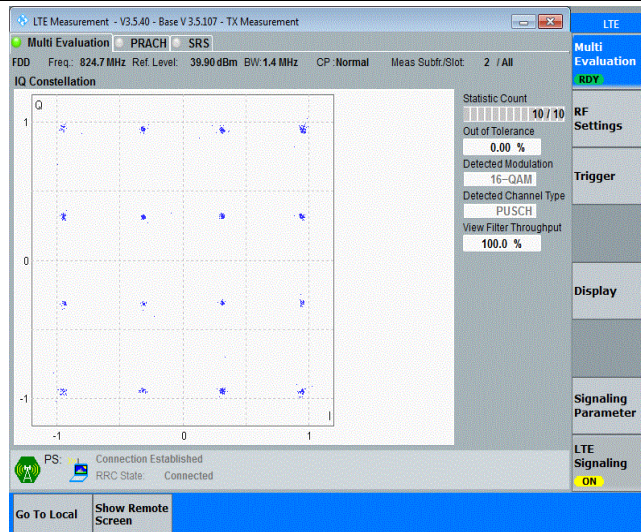 LTE Measurement - V3.5.40 - Base V 3.5.107 - TX Measurement
LTE
Multi Evaluation PRACH SRS
FDD Freq.: 824.7 MHz Ref. Level: 39.90 dBm BW:1.4 MHz CP :Normal Meas Subfr./Slot: 2 / All
IQ Constellation
Q
1
0
-1
-1 0 1
I
Statistic Count
10 / 10
Out of Tolerance
0.00 %
Detected Modulation
16-QAM
Detected Channel Type
PUSCH
View Filter Throughput
100.0 %
Multi
Evaluation
RDY
RF
Settings
Trigger
Display
Signaling
Parameter
LTE
Signaling
ON
PS: Connection Established
RRC State: Connected
Go To Local
Show Remote
Screen